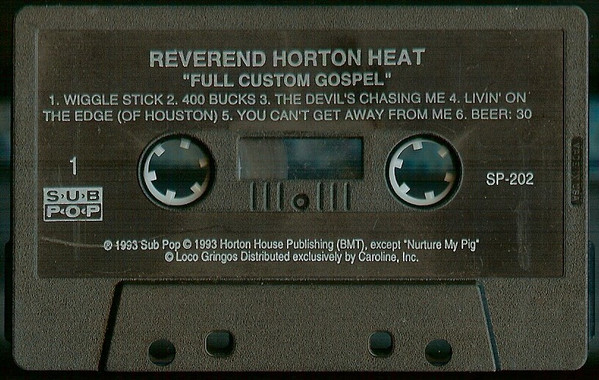 REVEREND HORTON HEAT
"FULL CUSTOM GOSPEL"
1. WIGGLE STICK 2. 400 BUCKS 3. THE DEVIL'S CHASING ME 4. LIVIN' ON
THE EDGE (OF HOUSTON) 5. YOU CAN'T GET AWAY FROM ME 6. BEER: 30
1
SP-202
SUB
POP
℗ 1993 Sub Pop © 1993 Horton House Publishing (BMT), except "Nurture My Pig"
© Loco Gringos Distributed exclusively by Caroline, Inc.